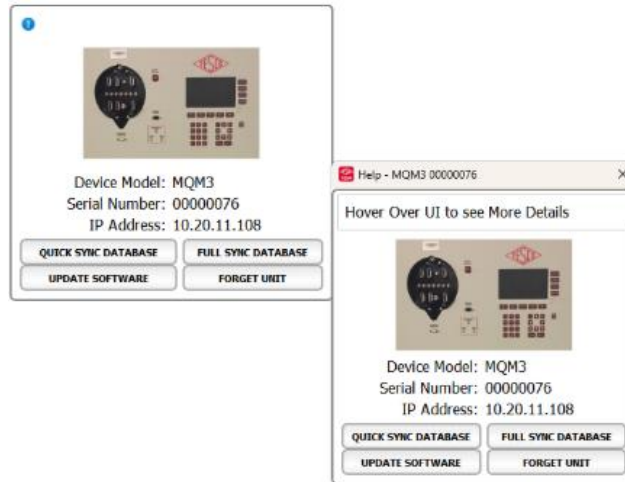 TESCO
Device Model: MQM3
Serial Number: 00000076
IP Address: 10.20.11.108
QUICK SYNC DATABASE
FULL SYNC DATABASE
UPDATE SOFTWARE
FORGET UNIT
Help - MQM3 00000076
Hover Over UI to see More Details
TESCO
Device Model: MQM3
Serial Number: 00000076
IP Address: 10.20.11.108
QUICK SYNC DATABASE
FULL SYNC DATABASE
UPDATE SOFTWARE
FORGET UNIT